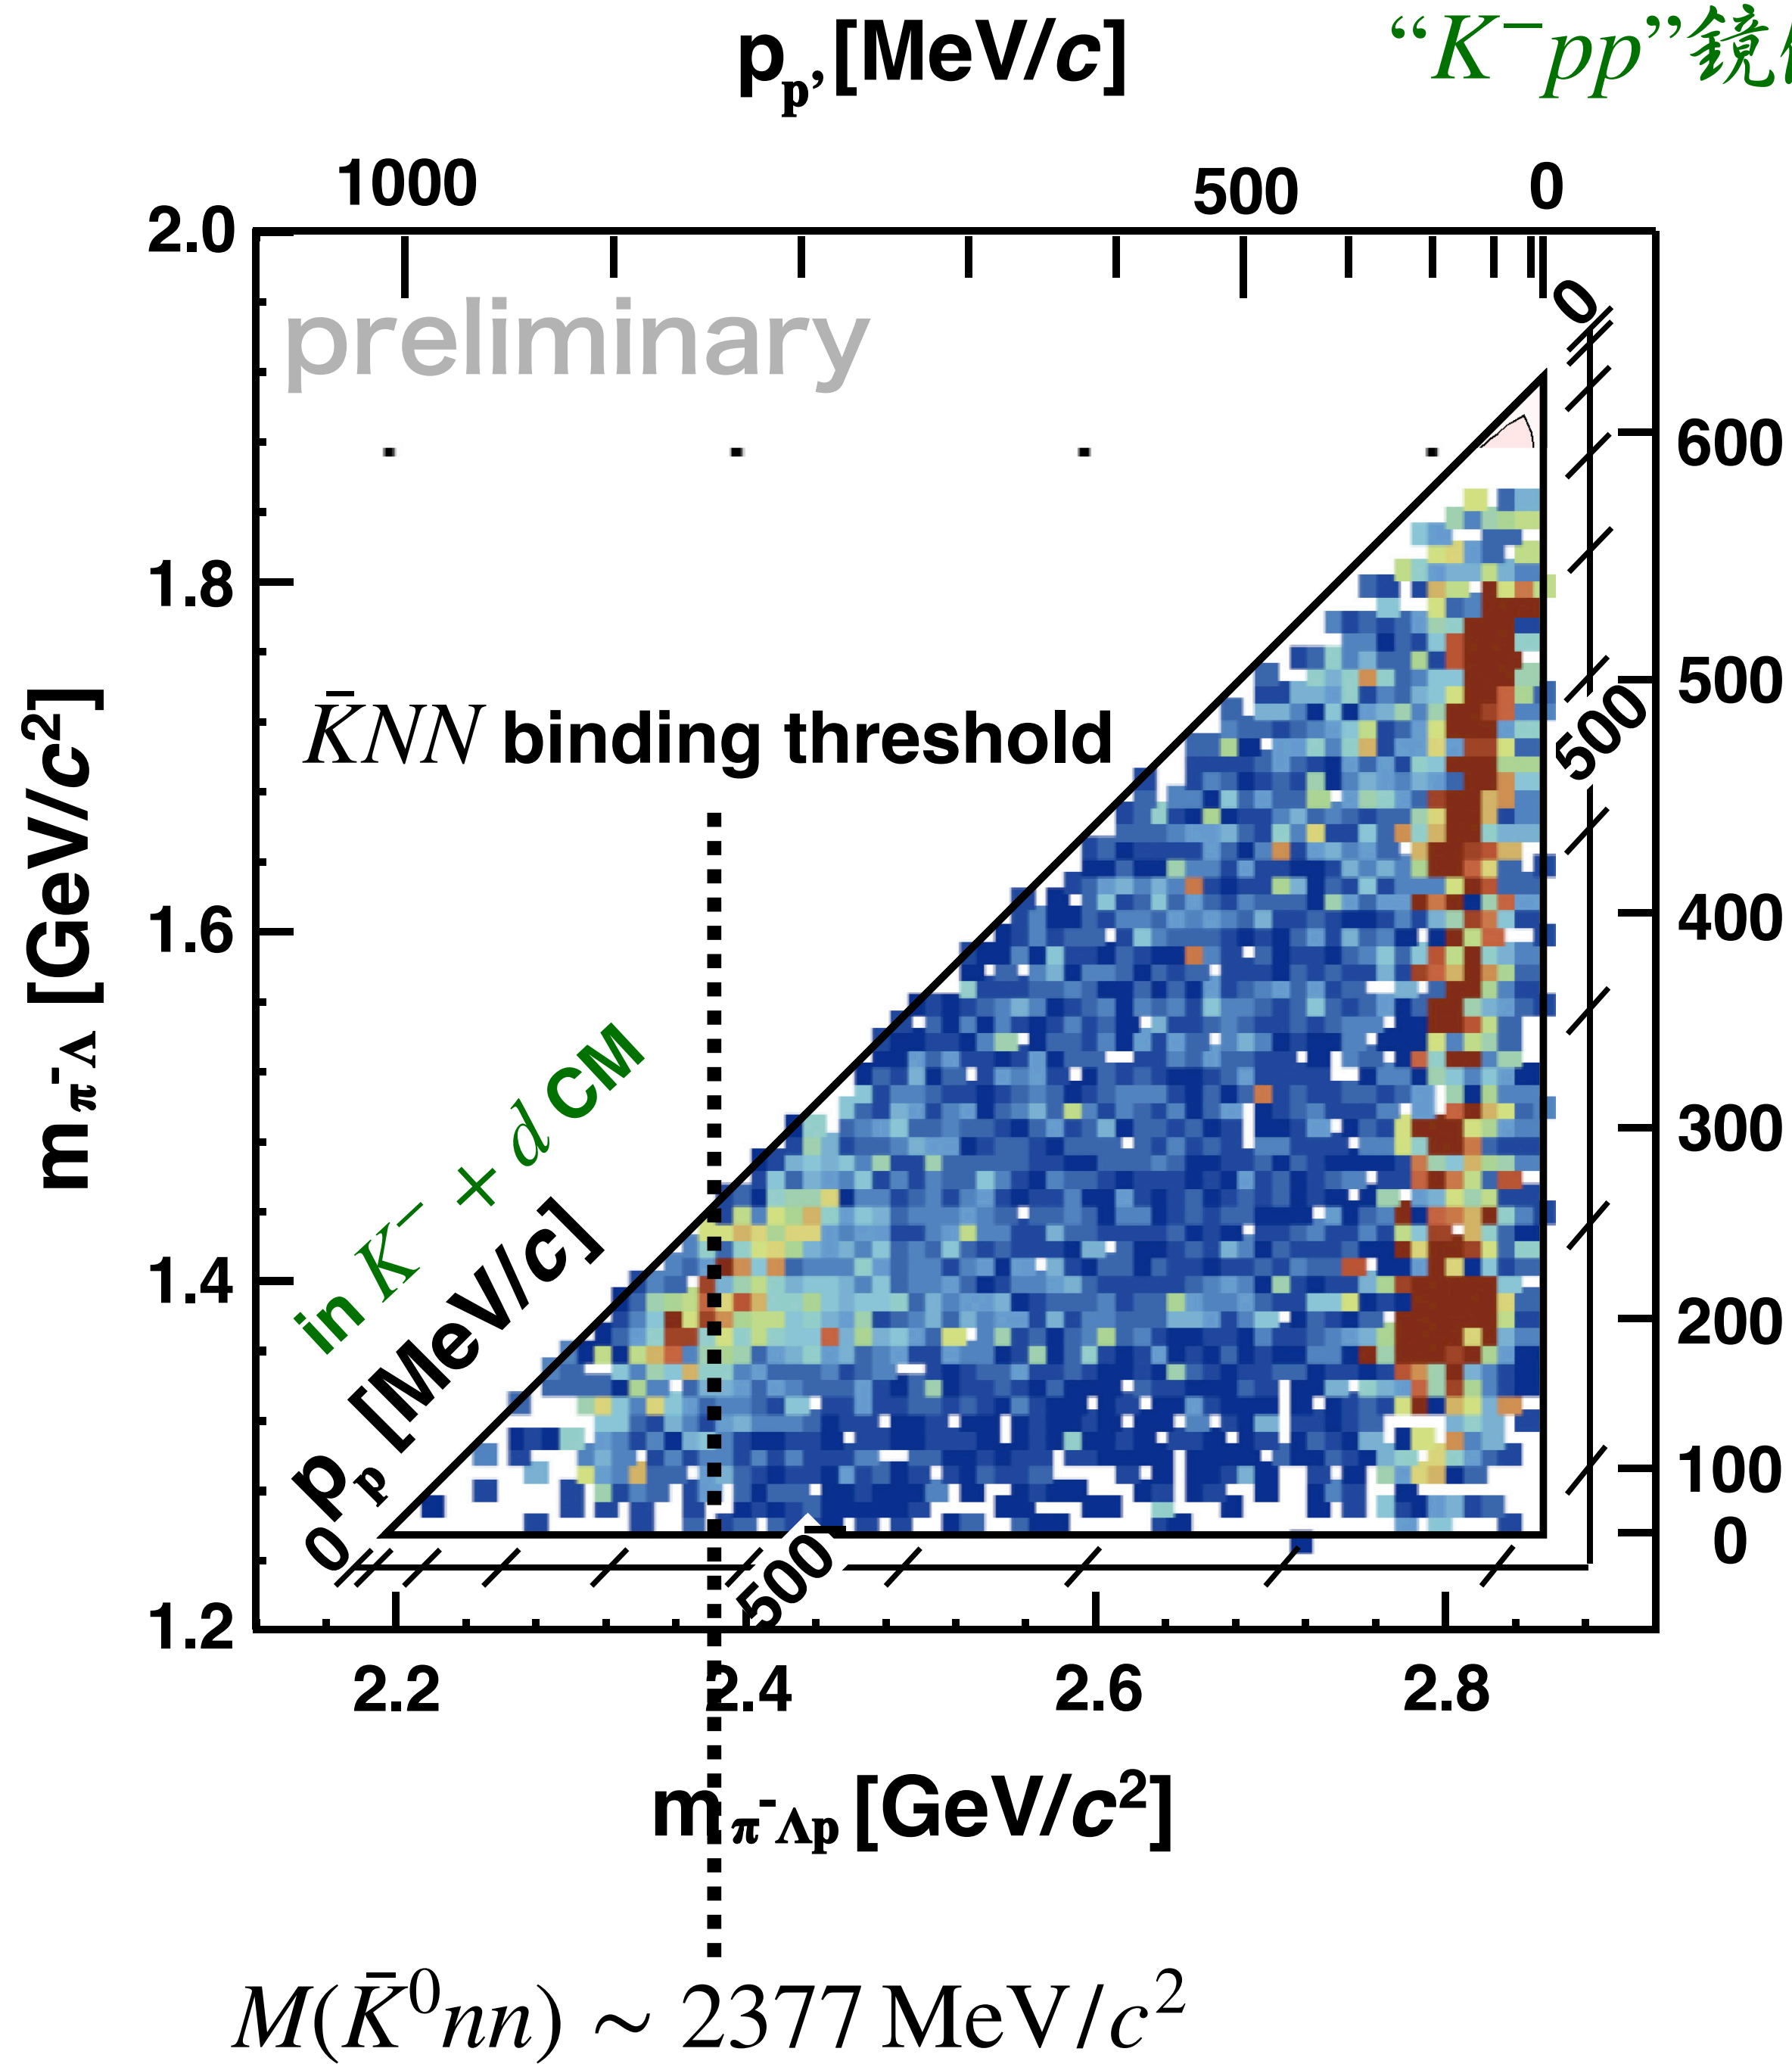 p_p' [MeV/c]
“K⁻pp”镜
1000 500 0
2.0
preliminary
0
600
1.8
500
K̄NN binding threshold
500
m_π⁻Λ [GeV/c²]
1.6
400
300
in K⁻ + d CM
1.4
p_p [MeV/c]
200
100
0
0
500
1.2
2.2 2.4 2.6 2.8
m_π⁻Λp [GeV/c²]
M(K̄⁰nn) ~ 2377 MeV/c²